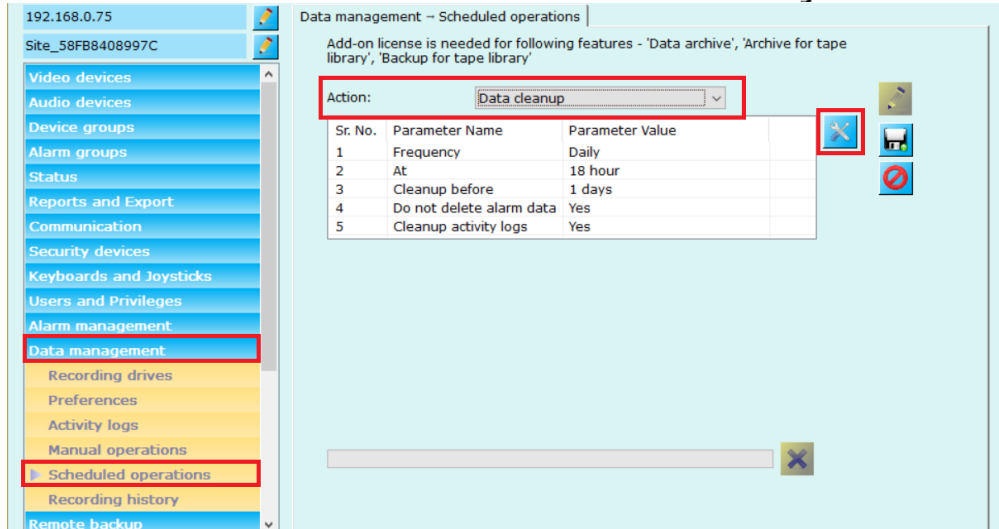 192.168.0.75
Site_58FB8408997C
Video devices
Audio devices
Device groups
Alarm groups
Status
Reports and Export
Communication
Security devices
Keyboards and Joysticks
Users and Privileges
Alarm management
Data management
Recording drives
Preferences
Activity logs
Manual operations
Scheduled operations
Recording history
Remote backup
Data management – Scheduled operations
Add-on license is needed for following features - 'Data archive', 'Archive for tape
library', 'Backup for tape library'
Action: Data cleanup
Sr. No. Parameter Name Parameter Value
1 Frequency Daily
2 At 18 hour
3 Cleanup before 1 days
4 Do not delete alarm data Yes
5 Cleanup activity logs Yes